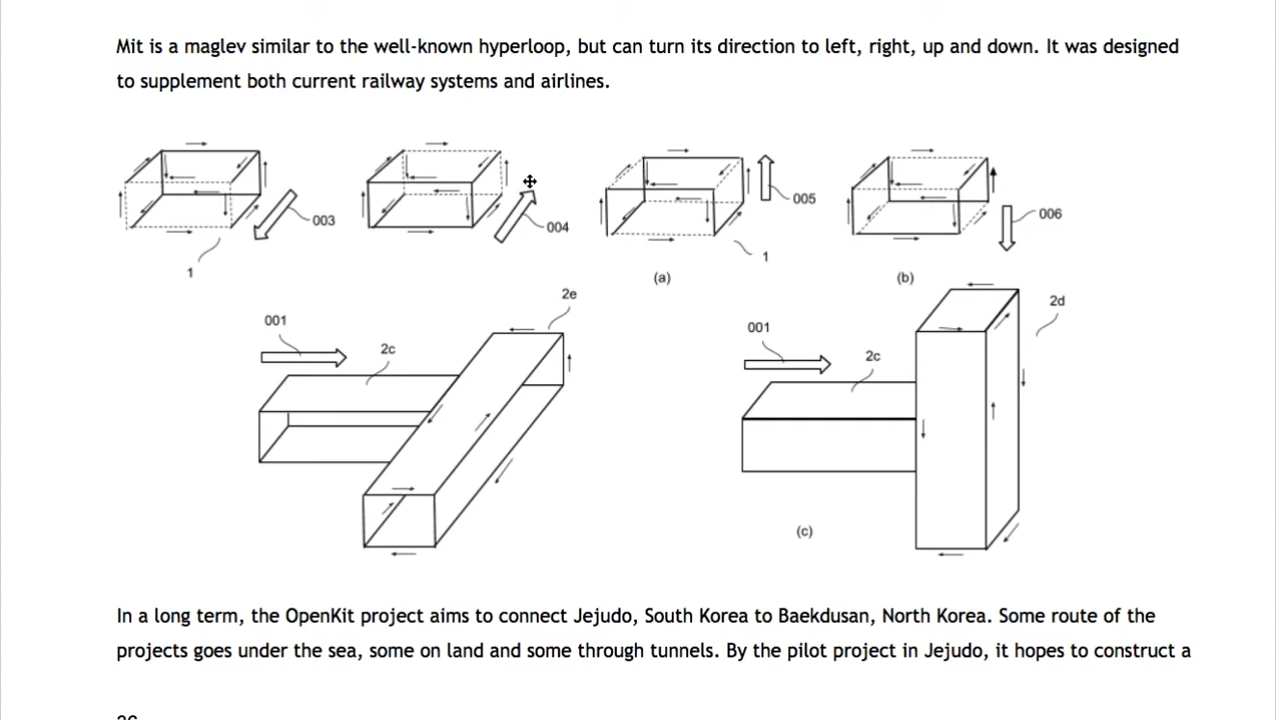 Mit is a maglev similar to the well-known hyperloop, but can turn its direction to left, right, up and down. It was designed
to supplement both current railway systems and airlines.
003
004
005
006
1
1
(a)
(b)
2e
2d
001
001
2c
2c
(c)
In a long term, the OpenKit project aims to connect Jejudo, South Korea to Baekdusan, North Korea. Some route of the
projects goes under the sea, some on land and some through tunnels. By the pilot project in Jejudo, it hopes to construct a